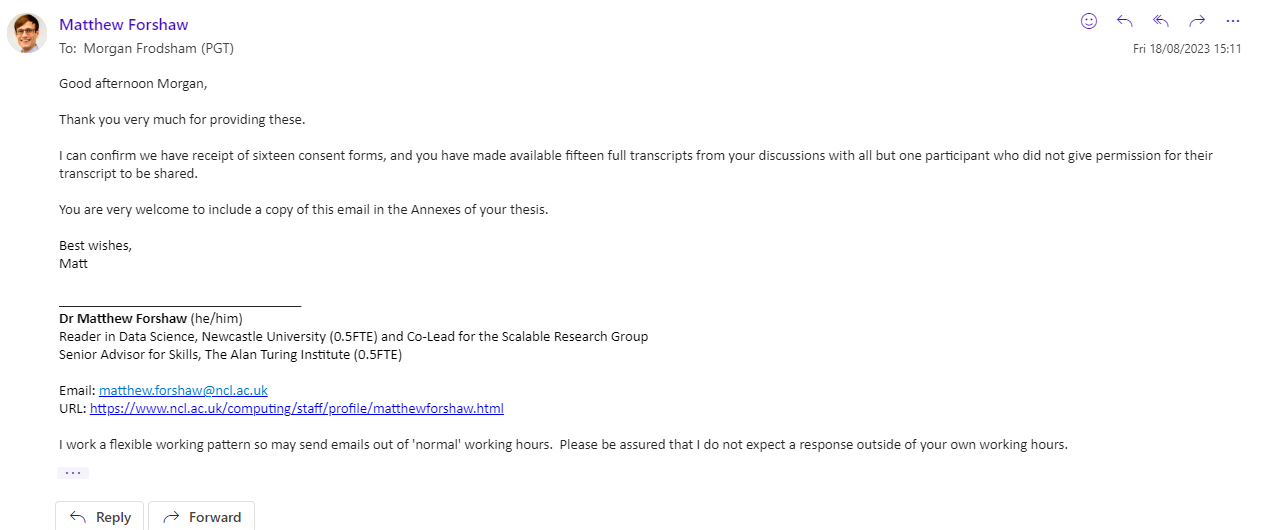 Matthew Forshaw
To: Morgan Frodsham (PGT)
Fri 18/08/2023 15:11
Good afternoon Morgan,
Thank you very much for providing these.
I can confirm we have receipt of sixteen consent forms, and you have made available fifteen full transcripts from your discussions with all but one participant who did not give permission for their
transcript to be shared.
You are very welcome to include a copy of this email in the Annexes of your thesis.
Best wishes,
Matt
Dr Matthew Forshaw (he/him)
Reader in Data Science, Newcastle University (0.5FTE) and Co-Lead for the Scalable Research Group
Senior Advisor for Skills, The Alan Turing Institute (0.5FTE)
Email: matthew.forshaw@ncl.ac.uk
URL: https://www.ncl.ac.uk/computing/staff/profile/matthewforshaw.html
I work a flexible working pattern so may send emails out of 'normal' working hours.  Please be assured that I do not expect a response outside of your own working hours.
Reply
Forward